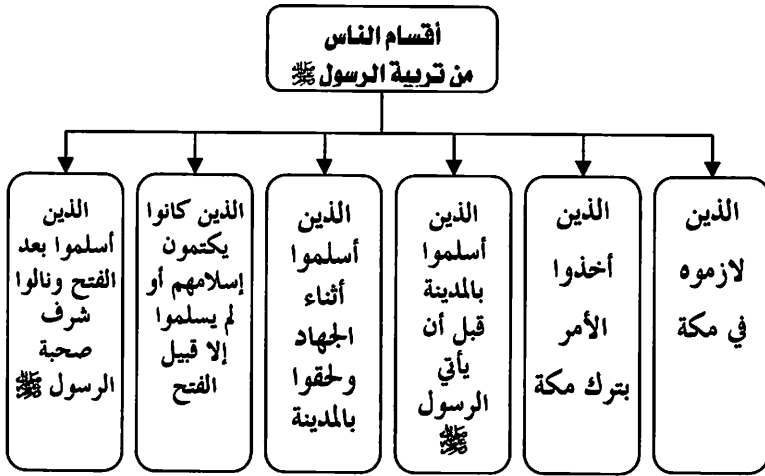 أقسام الناس
من تربية الرسول ﷺ
الذين
لازموه
في مكة
الذين
أخذوا
الأمر
بترك مكة
الذين
أسلموا
بالمدينة
قبل أن
يأتي
الرسول
ﷺ
الذين
أسلموا
أثناء
الجهاد
ولحقوا
بالمدينة
الذين كانوا
يكتمون
إسلامهم أو
لم يسلموا
إلا قبيل
الفتح
الذين
أسلموا بعد
الفتح ونالوا
شرف
صحبة
الرسول ﷺ